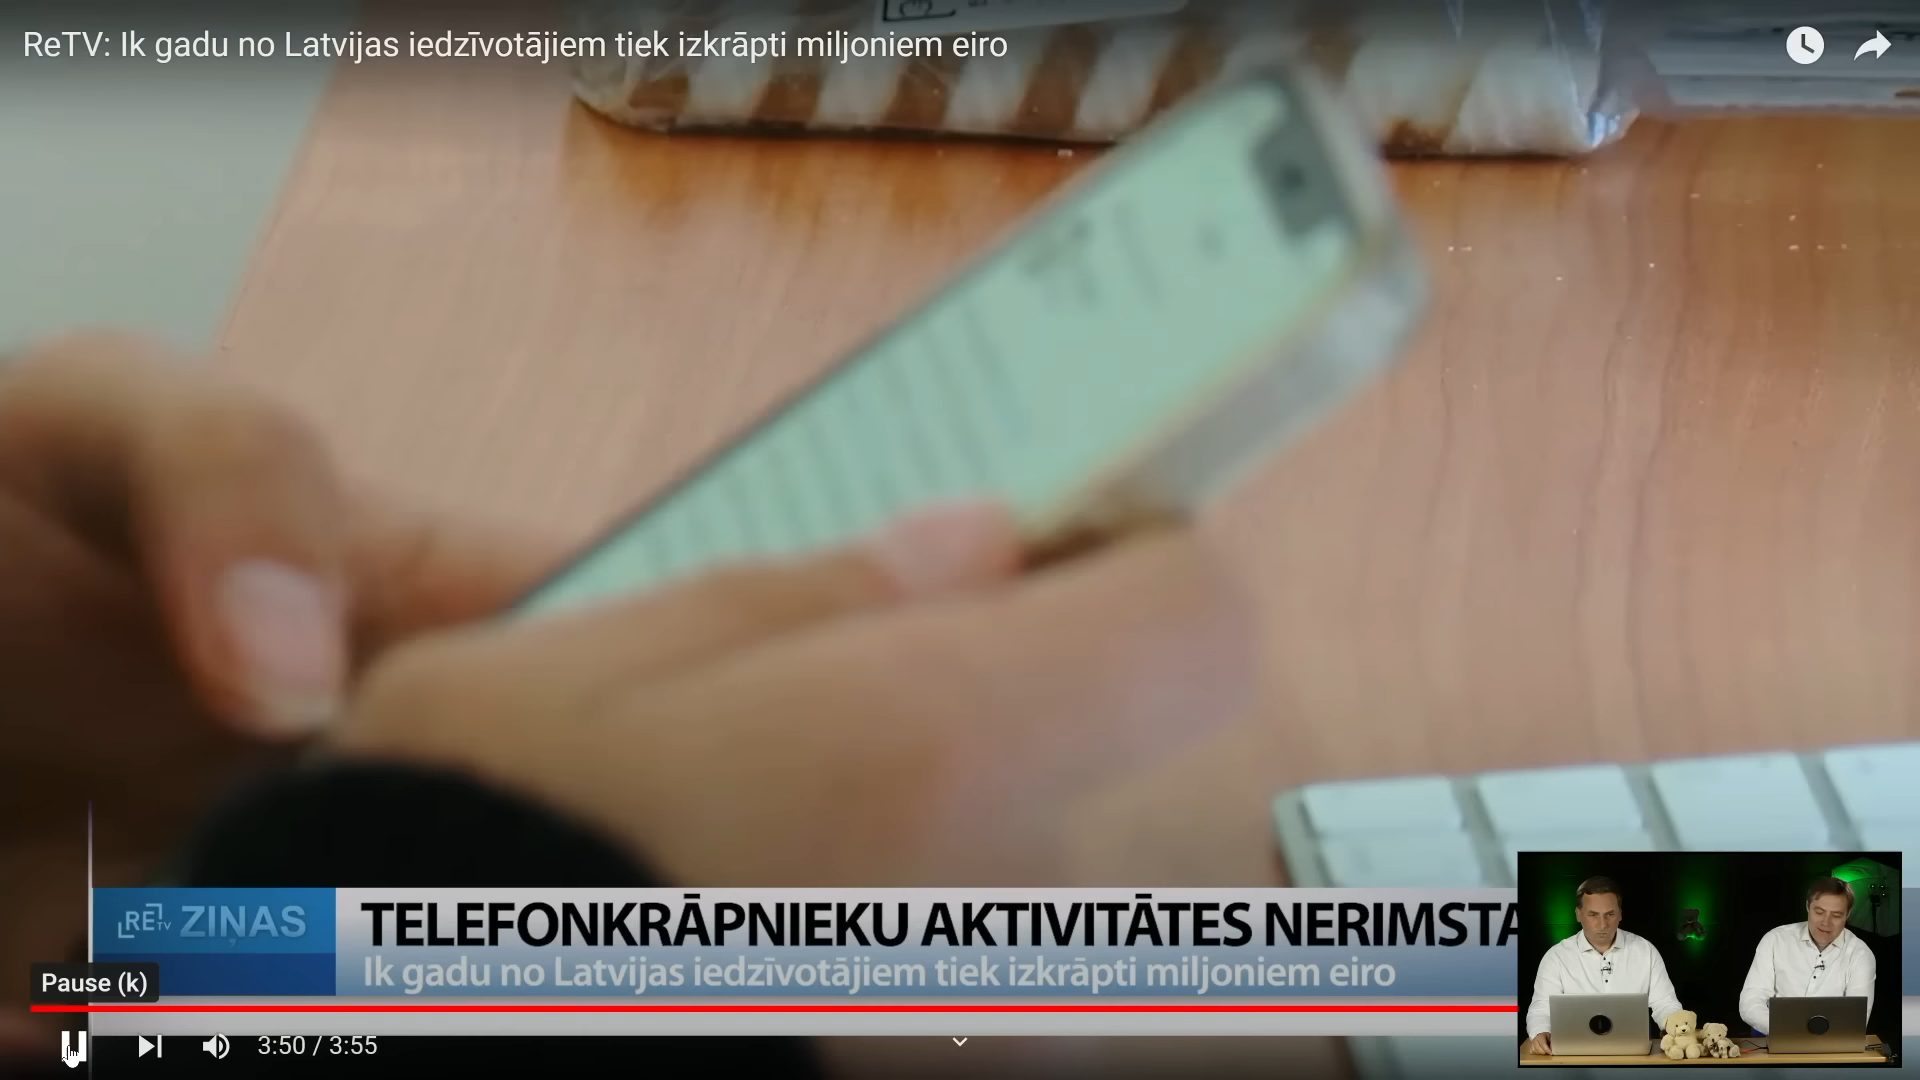 ReTV: Ik gadu no Latvijas iedzīvotājiem tiek izkrāpti miljoniem eiro
RE TV ZIŅAS
TELEFONKRĀPNIEKU AKTIVITĀTES NERIMSTA
Ik gadu no Latvijas iedzīvotājiem tiek izkrāpti miljoniem eiro
Pause (k)
3:50 / 3:55